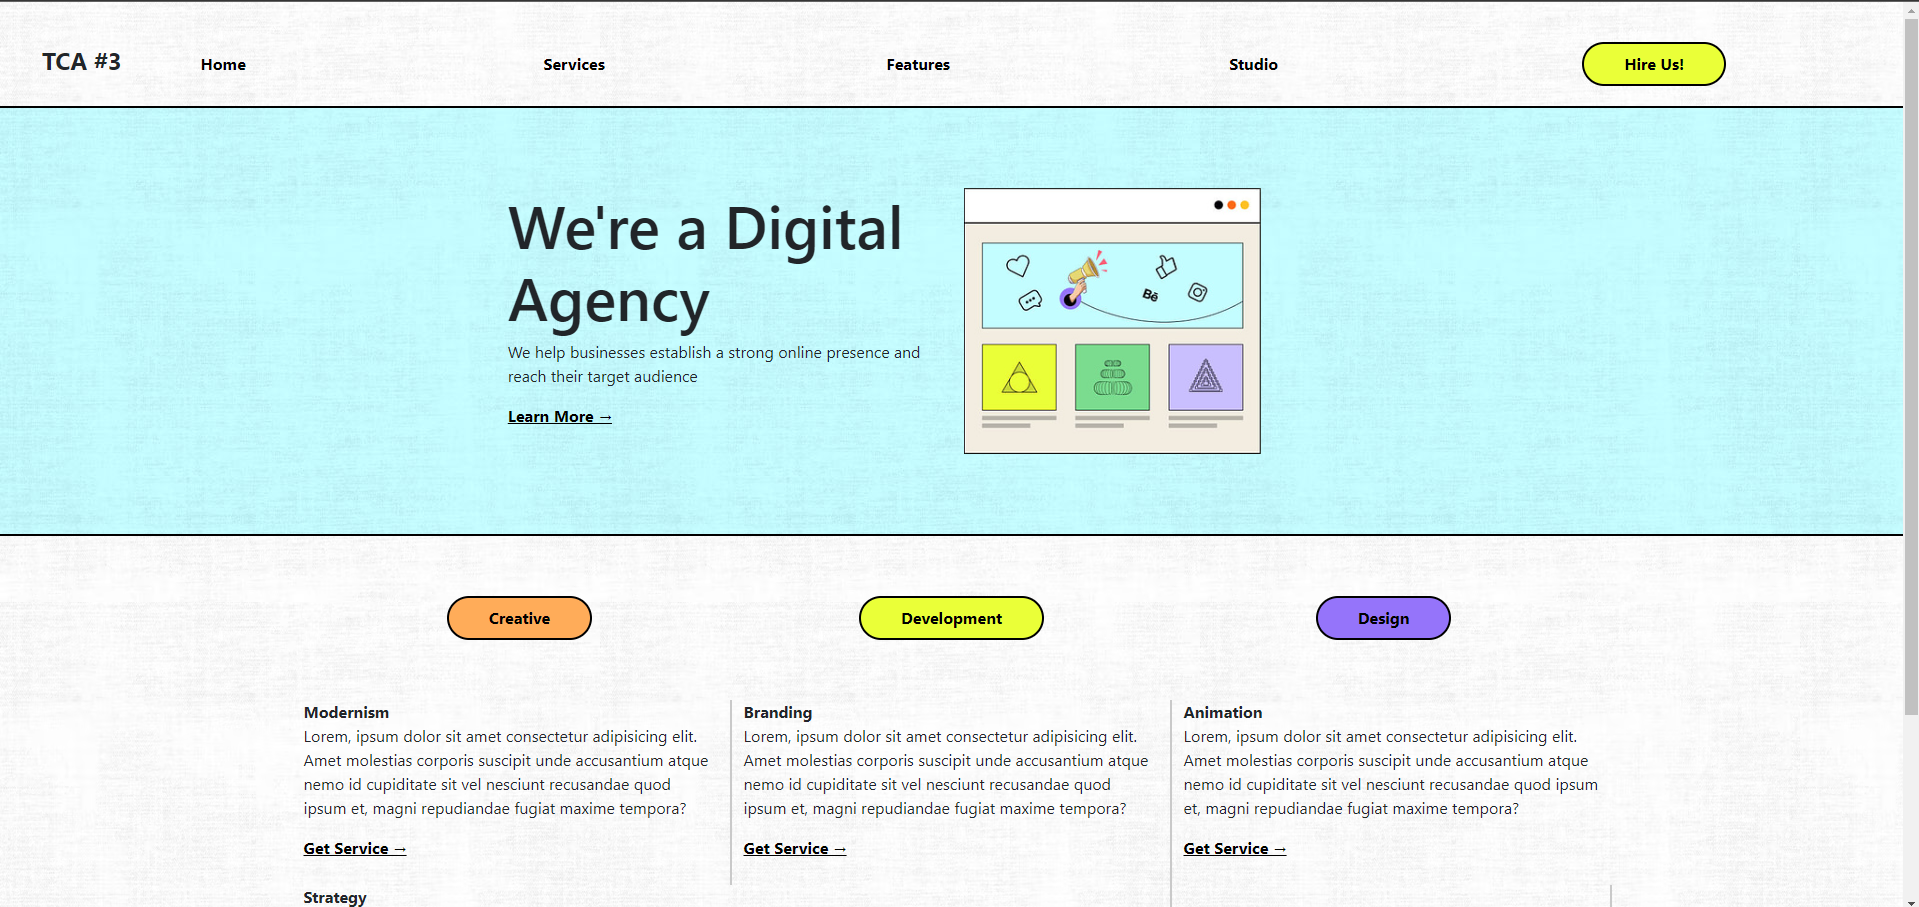 TCA #3 Home Services Features Studio Hire Us!
We're a Digital
Agency
We help businesses establish a strong online presence and
reach their target audience
Learn More →
Bē
Creative Development Design
Modernism
Lorem, ipsum dolor sit amet consectetur adipisicing elit.
Amet molestias corporis suscipit unde accusantium atque
nemo id cupiditate sit vel nesciunt recusandae quod
ipsum et, magni repudiandae fugiat maxime tempora?
Get Service →
Branding
Lorem, ipsum dolor sit amet consectetur adipisicing elit.
Amet molestias corporis suscipit unde accusantium atque
nemo id cupiditate sit vel nesciunt recusandae quod
ipsum et, magni repudiandae fugiat maxime tempora?
Get Service →
Animation
Lorem, ipsum dolor sit amet consectetur adipisicing elit.
Amet molestias corporis suscipit unde accusantium atque
nemo id cupiditate sit vel nesciunt recusandae quod ipsum
et, magni repudiandae fugiat maxime tempora?
Get Service →
Strategy